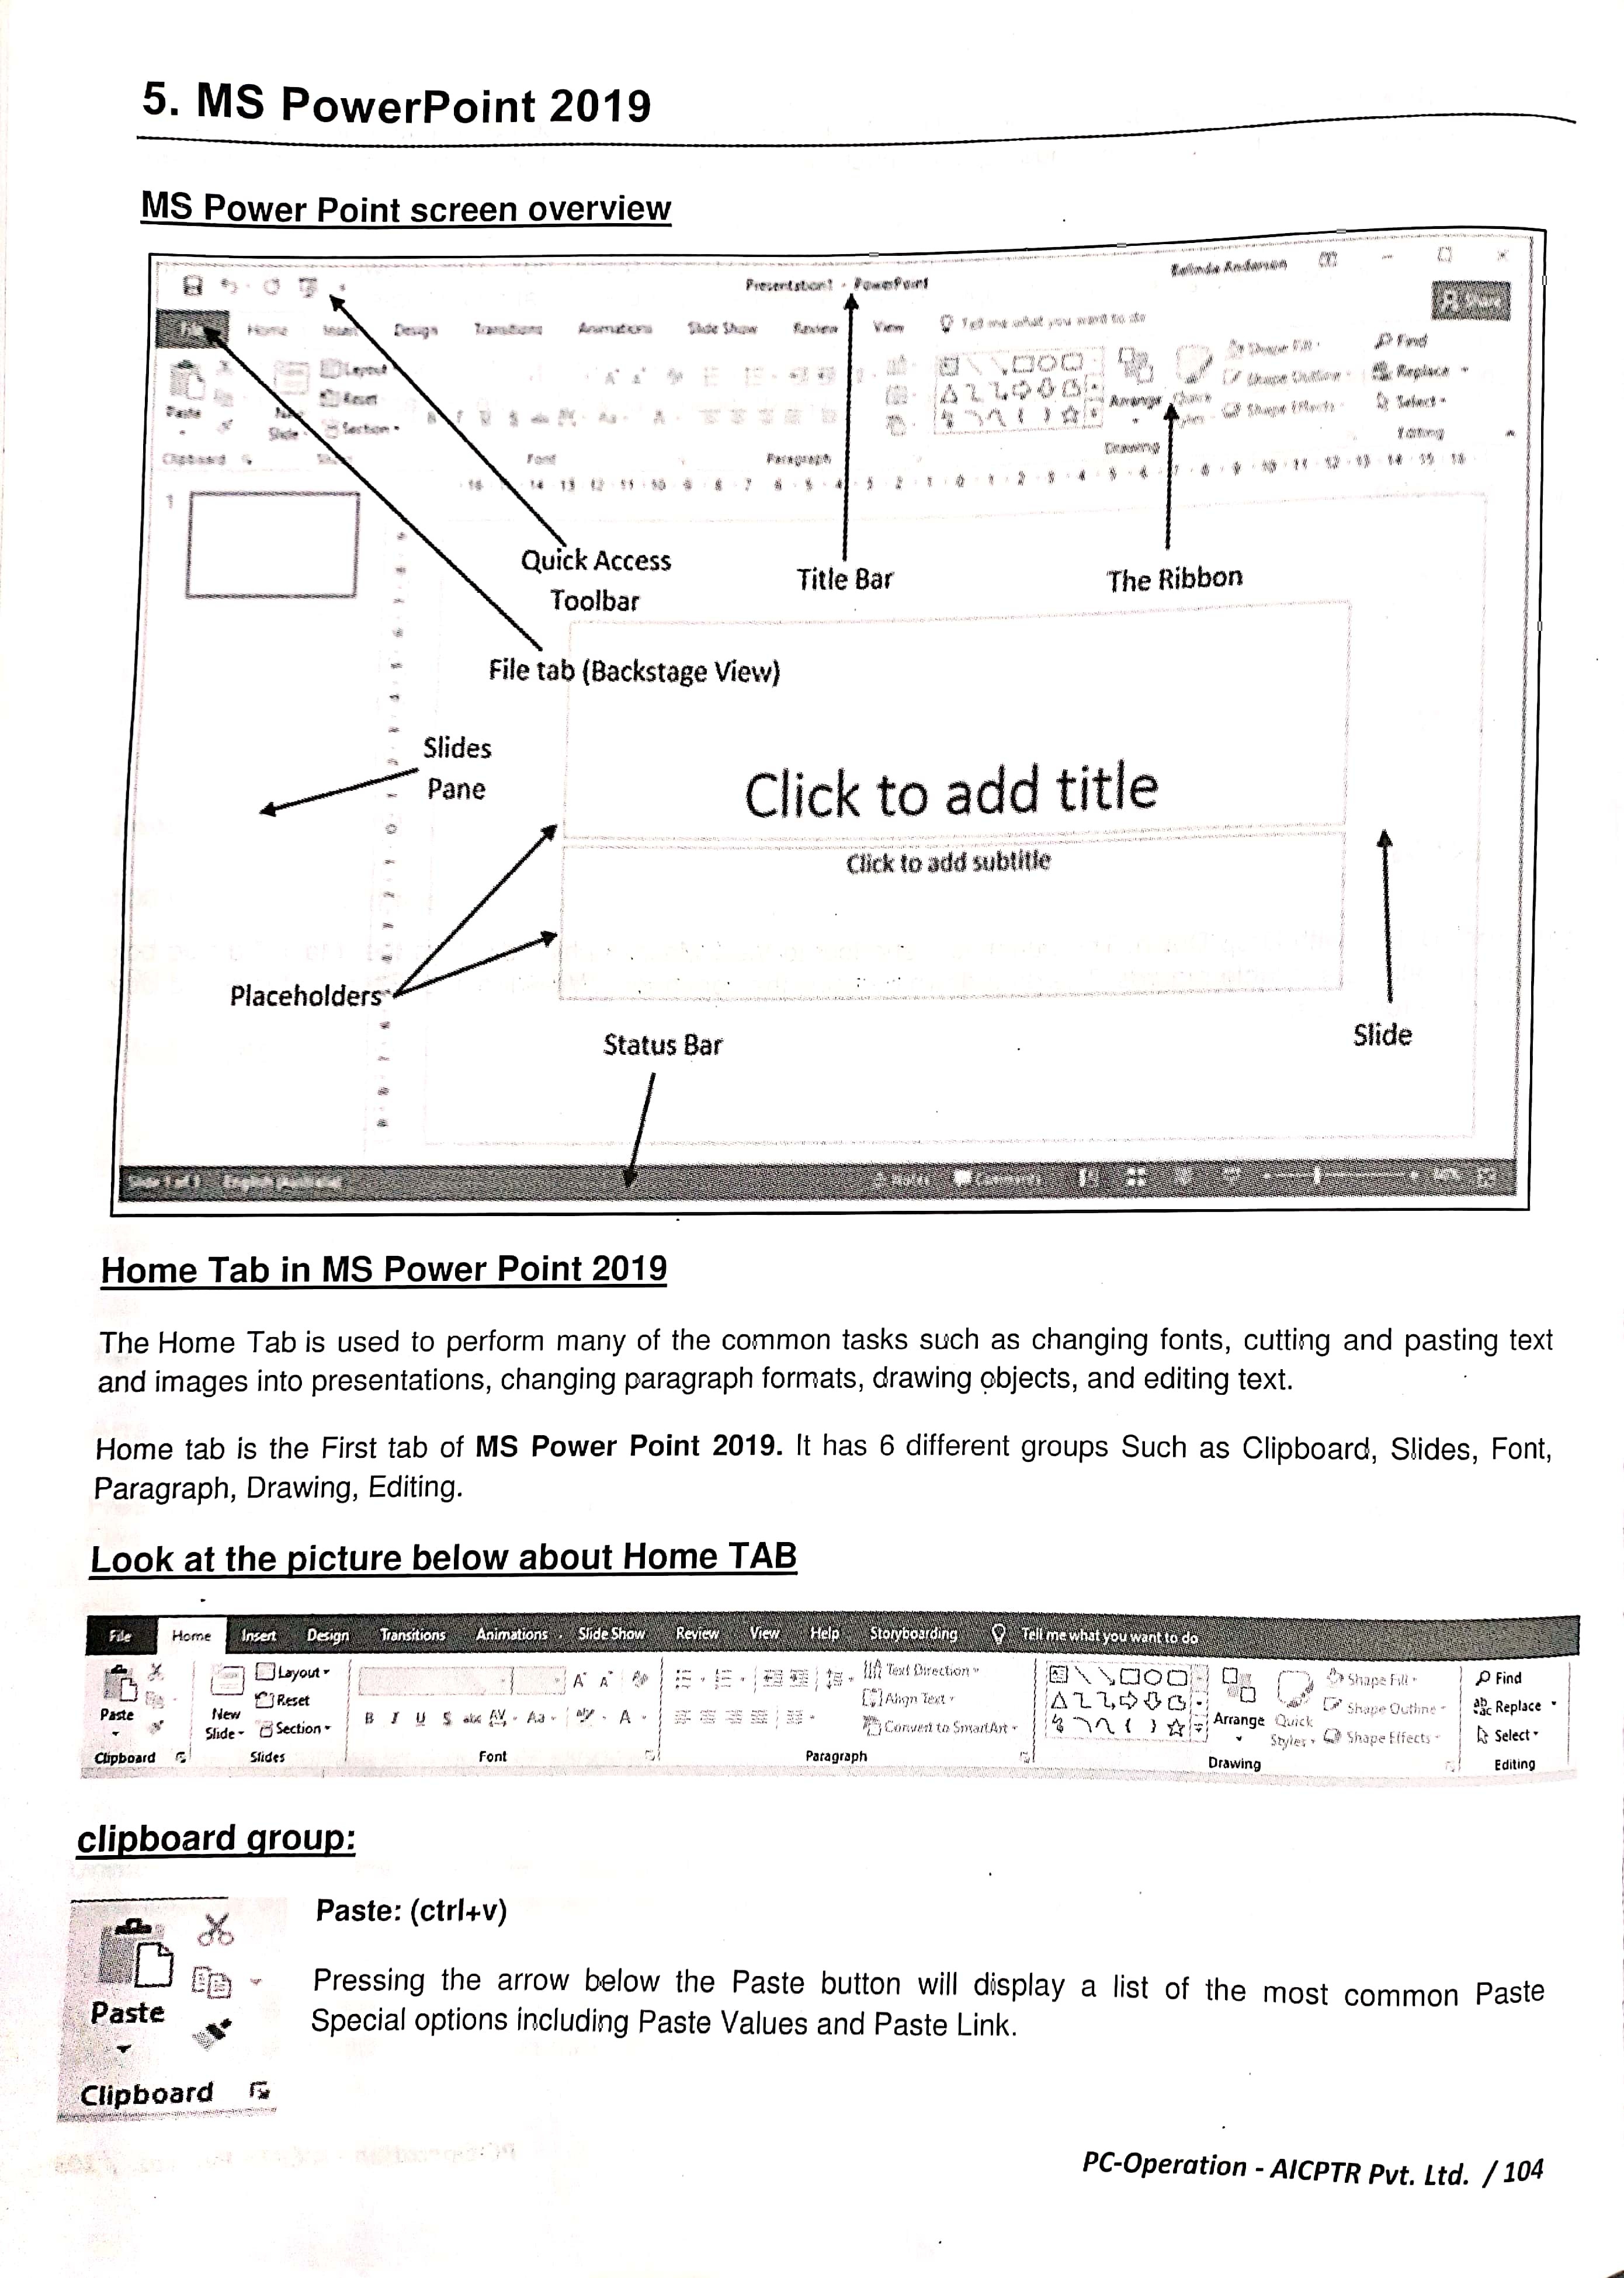 5. MS PowerPoint 2019
MS Power Point screen overview
Presentation1 - PowerPoint
Belinda Anderson
Share
File Home Insert Design Transitions Animations Slide Show Review View Tell me what you want to do
Paste
New Slide
Layout
Reset
Section
Arrange
Quick Styles
Shape Fill
Shape Outline
Shape Effects
Find
Replace
Select
Clipboard
Font
Paragraph
Drawing
Editing
1
Quick Access
Toolbar
Title Bar
The Ribbon
File tab (Backstage View)
Slides
Pane
Click to add title
Click to add subtitle
Placeholders
Status Bar
Slide
Slide 1 of 1 English (Australia) Notes Comments
Home Tab in MS Power Point 2019
The Home Tab is used to perform many of the common tasks such as changing fonts, cutting and pasting text
and images into presentations, changing paragraph formats, drawing objects, and editing text.
Home tab is the First tab of MS Power Point 2019. It has 6 different groups Such as Clipboard, Slides, Font,
Paragraph, Drawing, Editing.
Look at the picture below about Home TAB
File Home Insert Design Transitions Animations Slide Show Review View Help Storyboarding Tell me what you want to do
Paste
New
Slide
Layout
Reset
Section
B I U S abc AV Aa A
Text Direction
Align Text
Convert to SmartArt
Arrange
Quick
Styles
Shape Fill
Shape Outline
Shape Effects
Find
Replace
Select
Clipboard Slides Font Paragraph Drawing Editing
clipboard group:
Paste
Clipboard
Paste: (ctrl+v)
Pressing the arrow below the Paste button will display a list of the most common Paste
Special options including Paste Values and Paste Link.
PC-Operation - AICPTR Pvt. Ltd. / 104